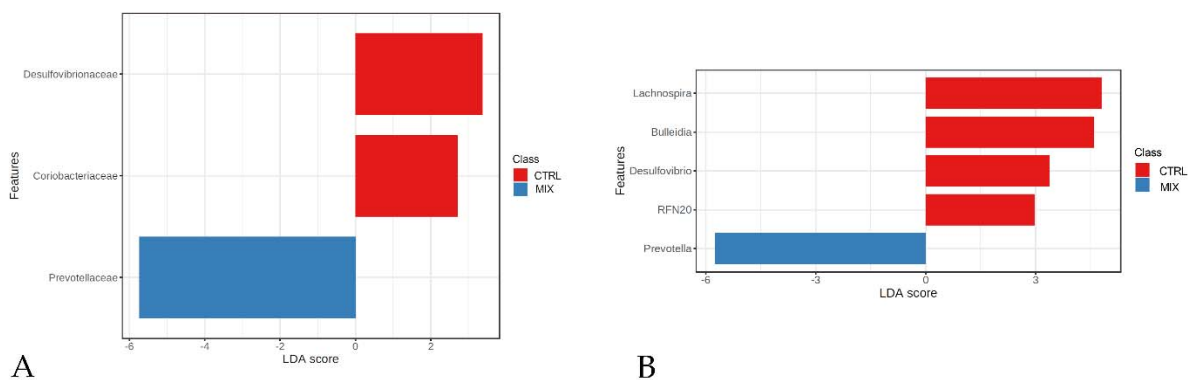 Features
Desulfovibrionaceae
Coriobacteriaceae
Prevotellaceae
-6 -4 -2 0 2
LDA score
Class
CTRL
MIX
A
Features
Lachnospira
Bulleidia
Desulfovibrio
RFN20
Prevotella
-6 -3 0 3
LDA score
Class
CTRL
MIX
B